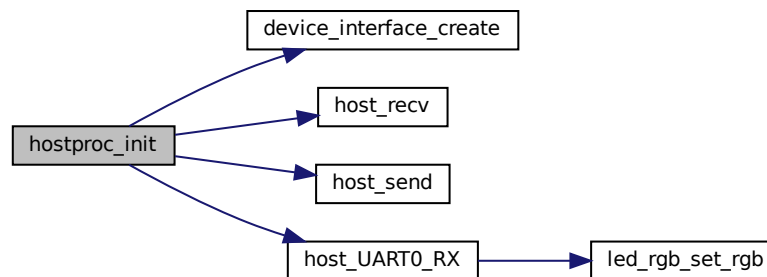 device_interface_create
host_recv
hostproc_init
host_send
host_UART0_RX
led_rgb_set_rgb